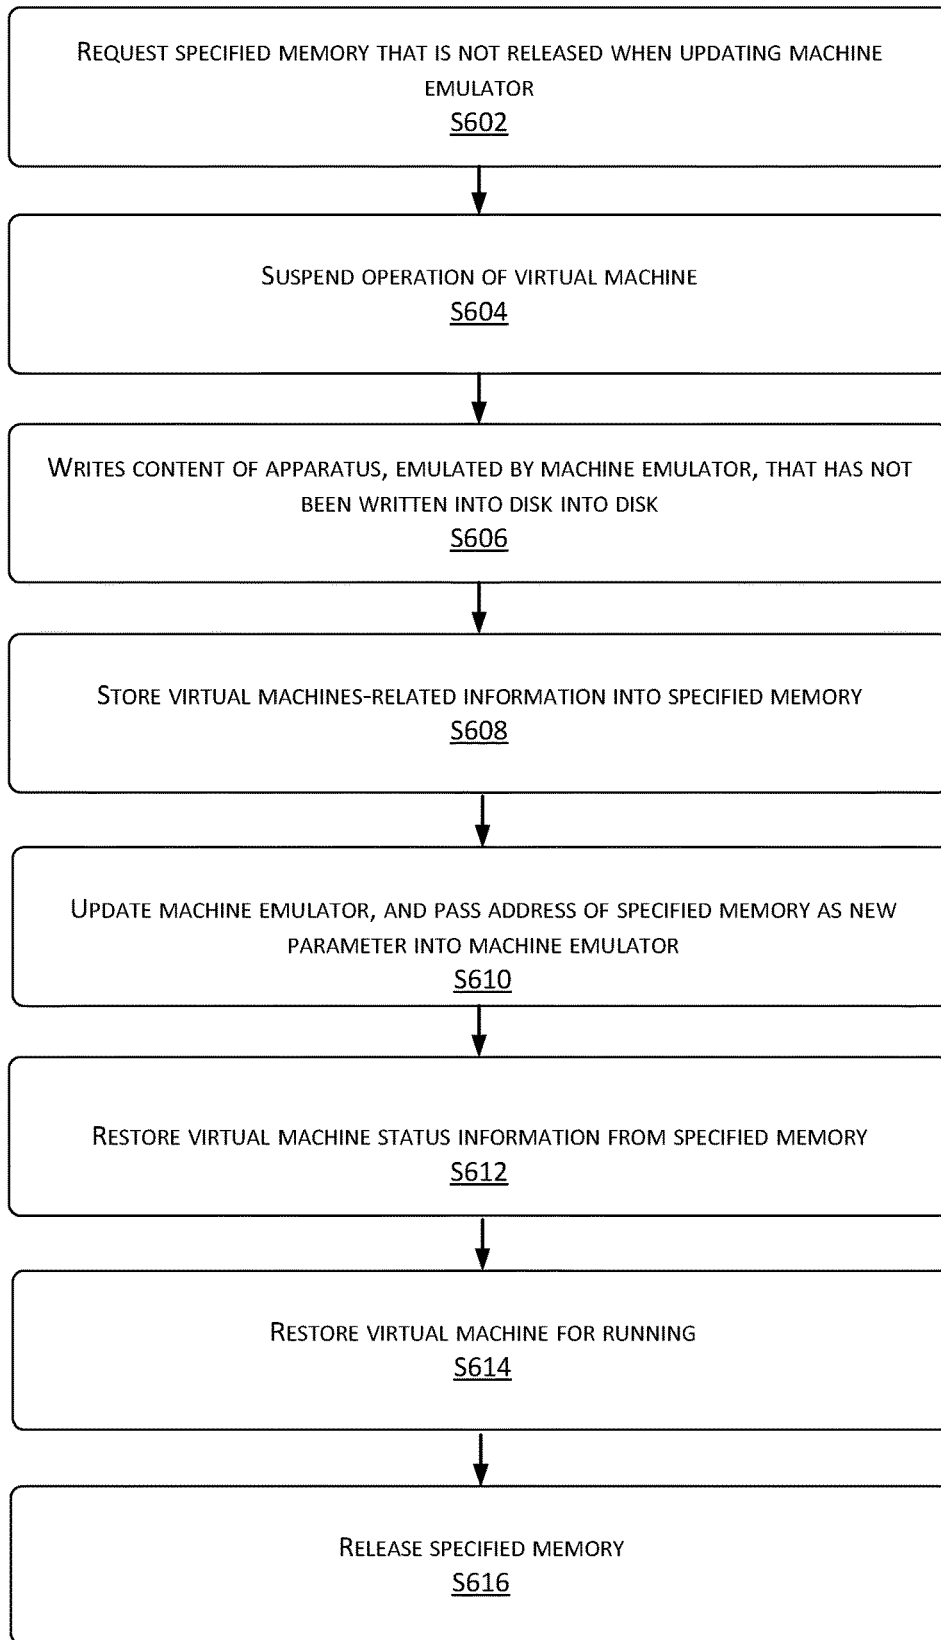 REQUEST SPECIFIED MEMORY THAT IS NOT RELEASED WHEN UPDATING MACHINE
EMULATOR
S602
SUSPEND OPERATION OF VIRTUAL MACHINE
S604
WRITES CONTENT OF APPARATUS, EMULATED BY MACHINE EMULATOR, THAT HAS NOT
BEEN WRITTEN INTO DISK INTO DISK
S606
STORE VIRTUAL MACHINES-RELATED INFORMATION INTO SPECIFIED MEMORY
S608
UPDATE MACHINE EMULATOR, AND PASS ADDRESS OF SPECIFIED MEMORY AS NEW
PARAMETER INTO MACHINE EMULATOR
S610
RESTORE VIRTUAL MACHINE STATUS INFORMATION FROM SPECIFIED MEMORY
S612
RESTORE VIRTUAL MACHINE FOR RUNNING
S614
RELEASE SPECIFIED MEMORY
S616